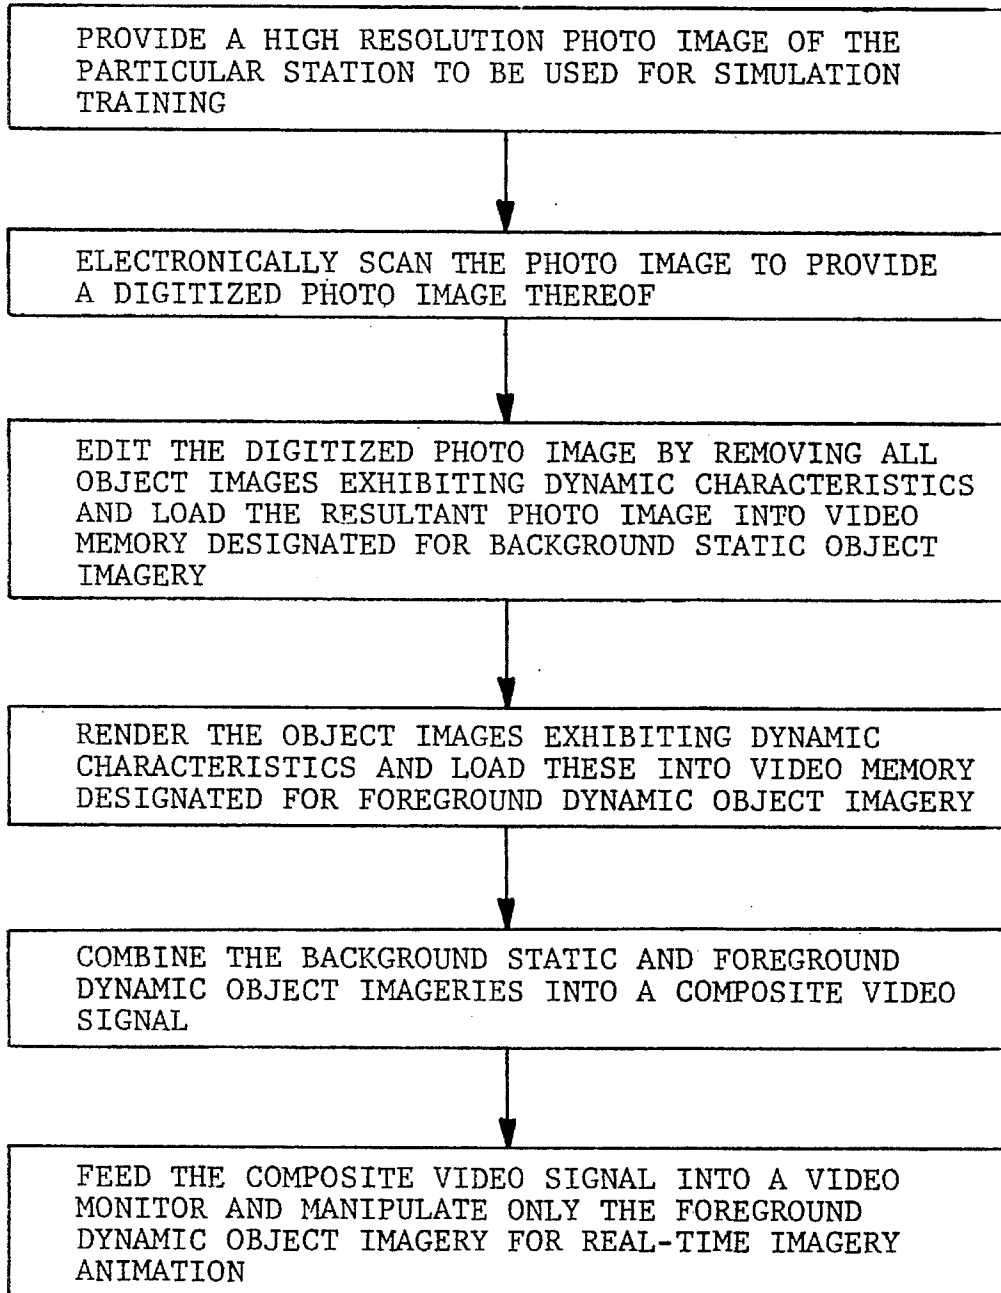 PROVIDE A HIGH RESOLUTION PHOTO IMAGE OF THE
PARTICULAR STATION TO BE USED FOR SIMULATION
TRAINING
ELECTRONICALLY SCAN THE PHOTO IMAGE TO PROVIDE
A DIGITIZED PHOTO IMAGE THEREOF
EDIT THE DIGITIZED PHOTO IMAGE BY REMOVING ALL
OBJECT IMAGES EXHIBITING DYNAMIC CHARACTERISTICS
AND LOAD THE RESULTANT PHOTO IMAGE INTO VIDEO
MEMORY DESIGNATED FOR BACKGROUND STATIC OBJECT
IMAGERY
RENDER THE OBJECT IMAGES EXHIBITING DYNAMIC
CHARACTERISTICS AND LOAD THESE INTO VIDEO MEMORY
DESIGNATED FOR FOREGROUND DYNAMIC OBJECT IMAGERY
COMBINE THE BACKGROUND STATIC AND FOREGROUND
DYNAMIC OBJECT IMAGERIES INTO A COMPOSITE VIDEO
SIGNAL
FEED THE COMPOSITE VIDEO SIGNAL INTO A VIDEO
MONITOR AND MANIPULATE ONLY THE FOREGROUND
DYNAMIC OBJECT IMAGERY FOR REAL-TIME IMAGERY
ANIMATION